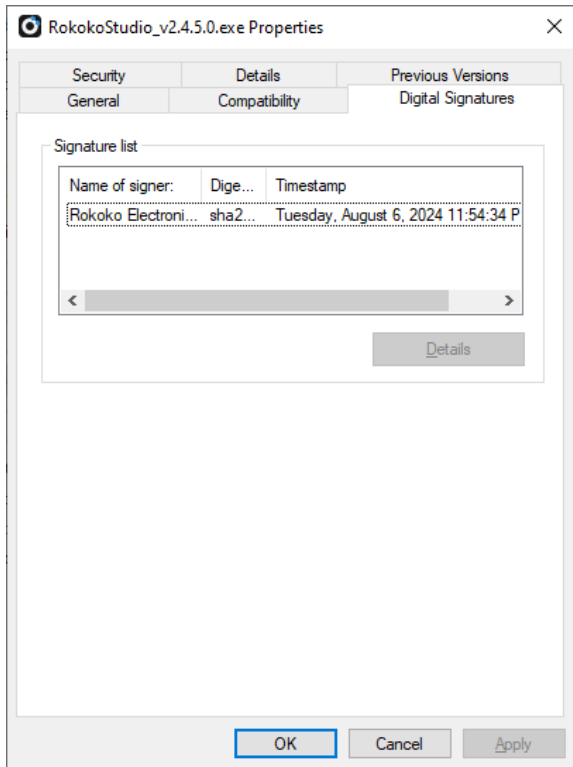 RokokoStudio_v2.4.5.0.exe Properties
Security Details Previous Versions
General Compatibility Digital Signatures
Signature list
Name of signer: Dige... Timestamp
Rokoko Electroni... sha2... Tuesday, August 6, 2024 11:54:34 P
Details
OK Cancel Apply